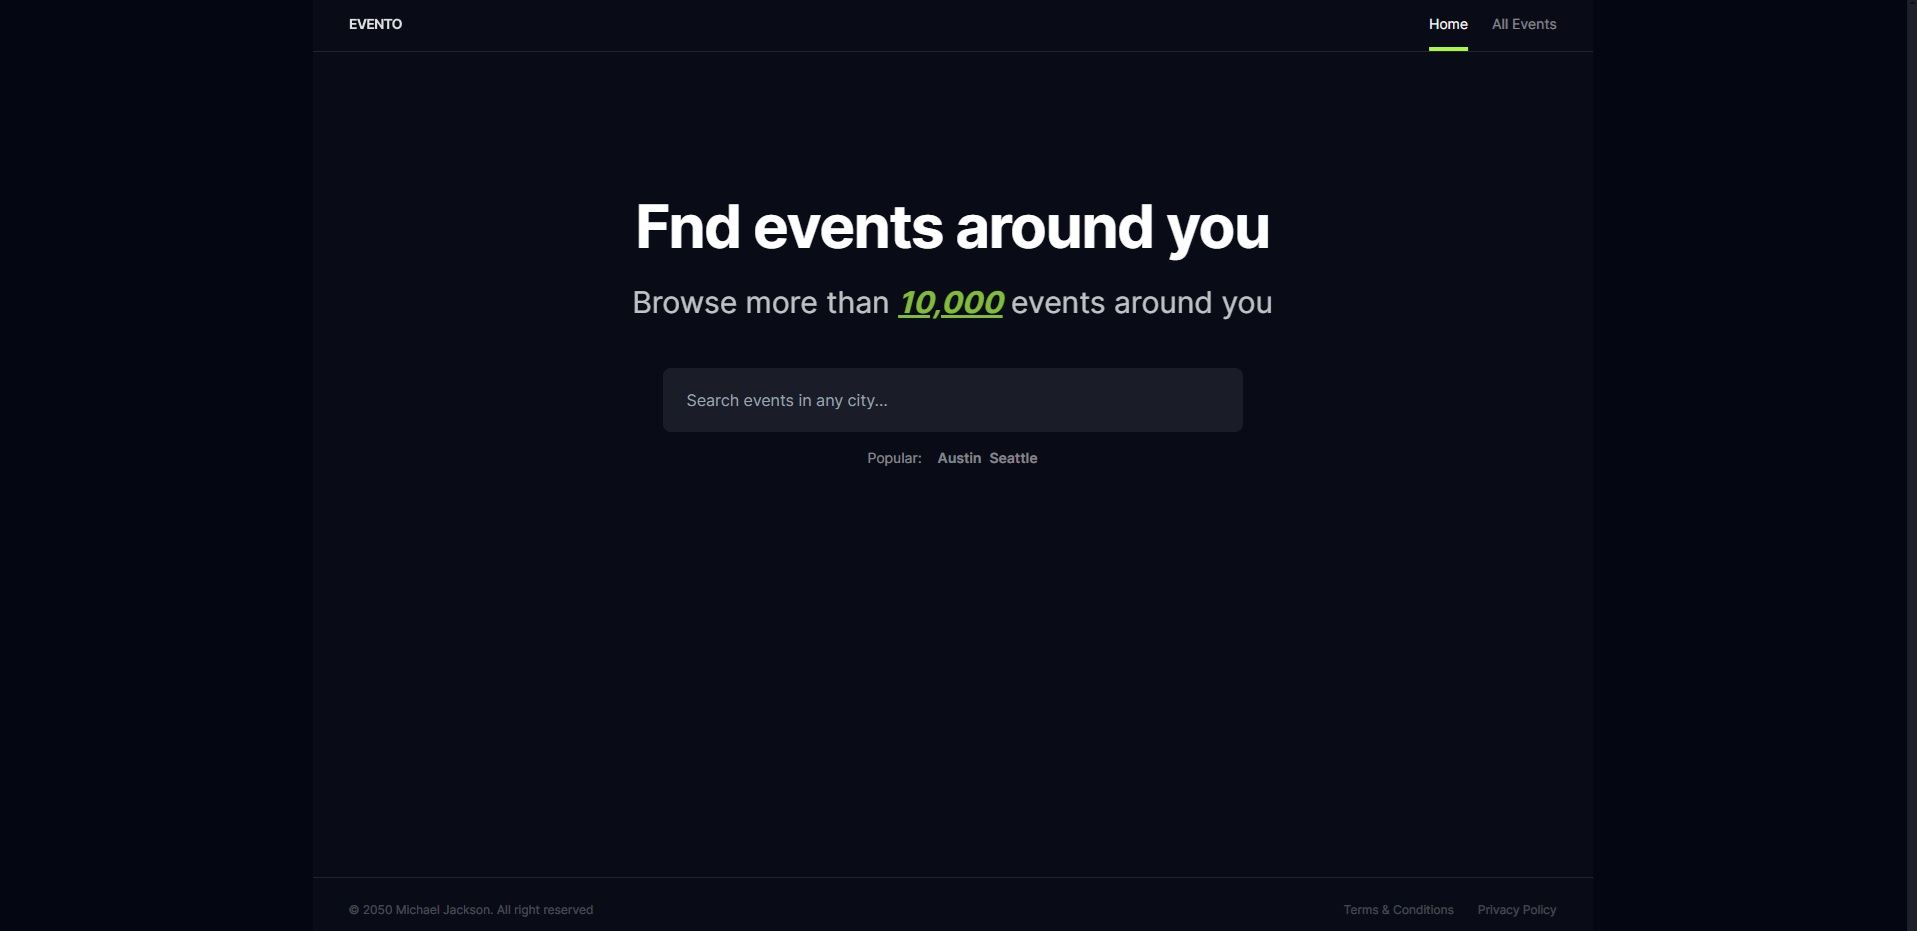 EVENTO
Home All Events
Fnd events around you
Browse more than 10,000 events around you
Search events in any city...
Popular: Austin Seattle
© 2050 Michael Jackson. All right reserved
Terms & Conditions Privacy Policy